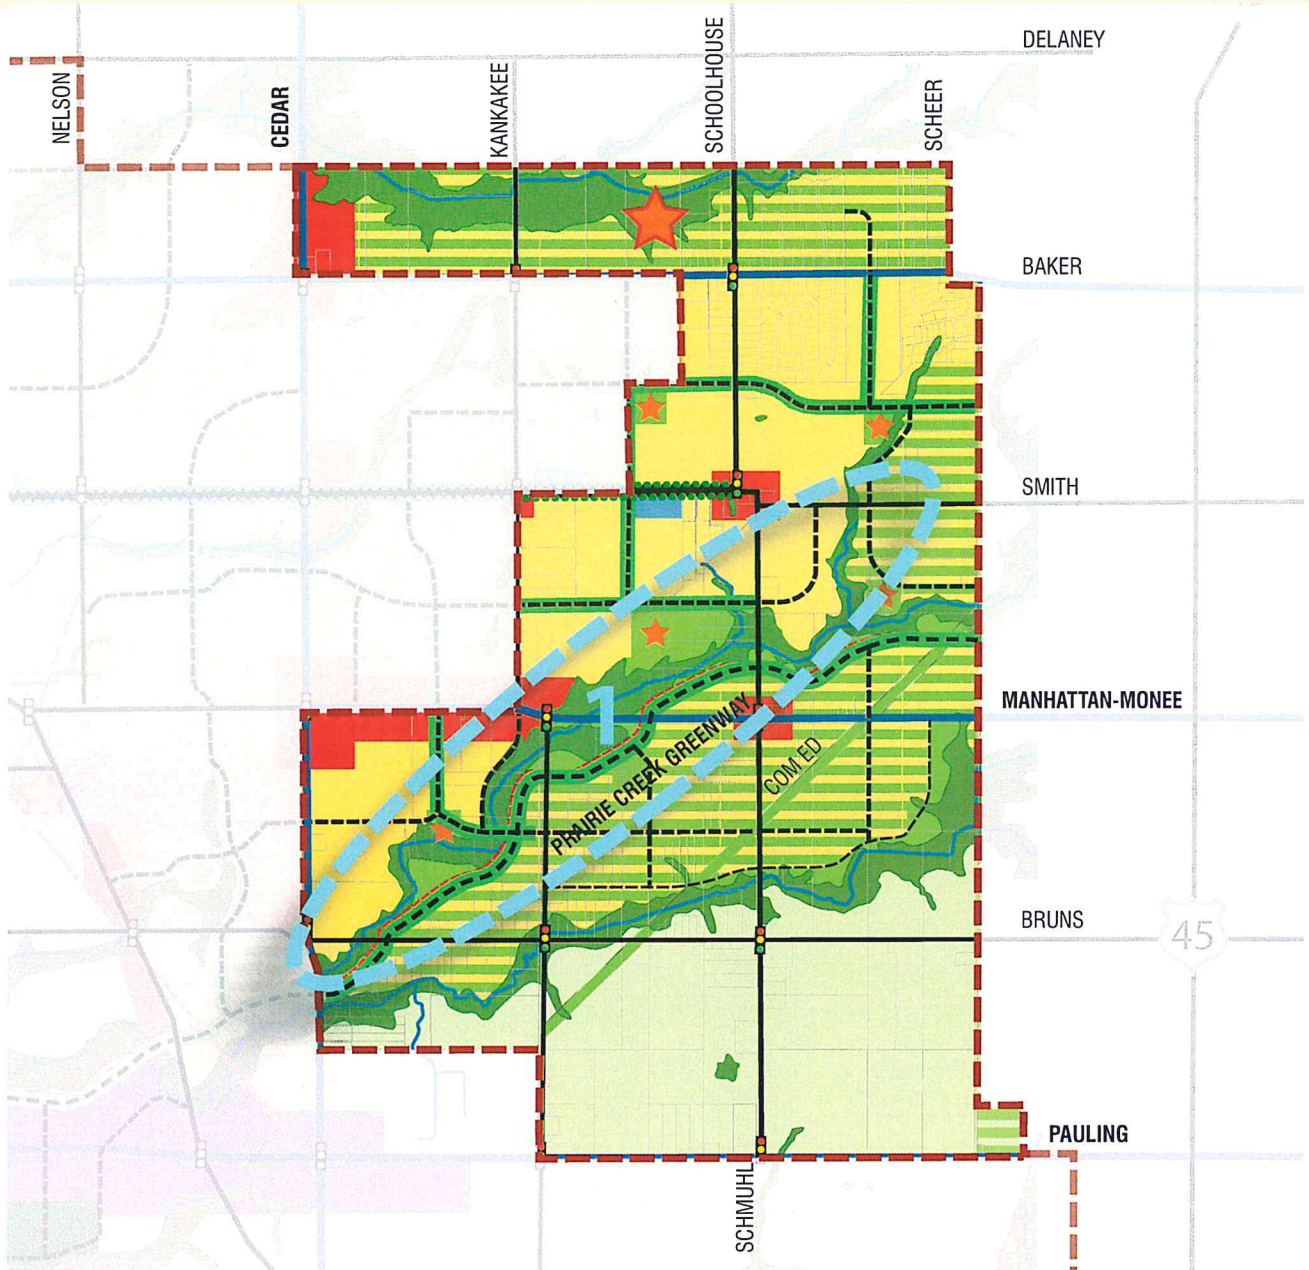 DELANEY
NELSON
CEDAR
KANKAKEE
SCHOOLHOUSE
SCHEER
BAKER
SMITH
MANHATTAN-MONEE
1
PRAIRIE CREEK GREENWAY
COM ED
BRUNS
45
PAULING
SCHMUHL